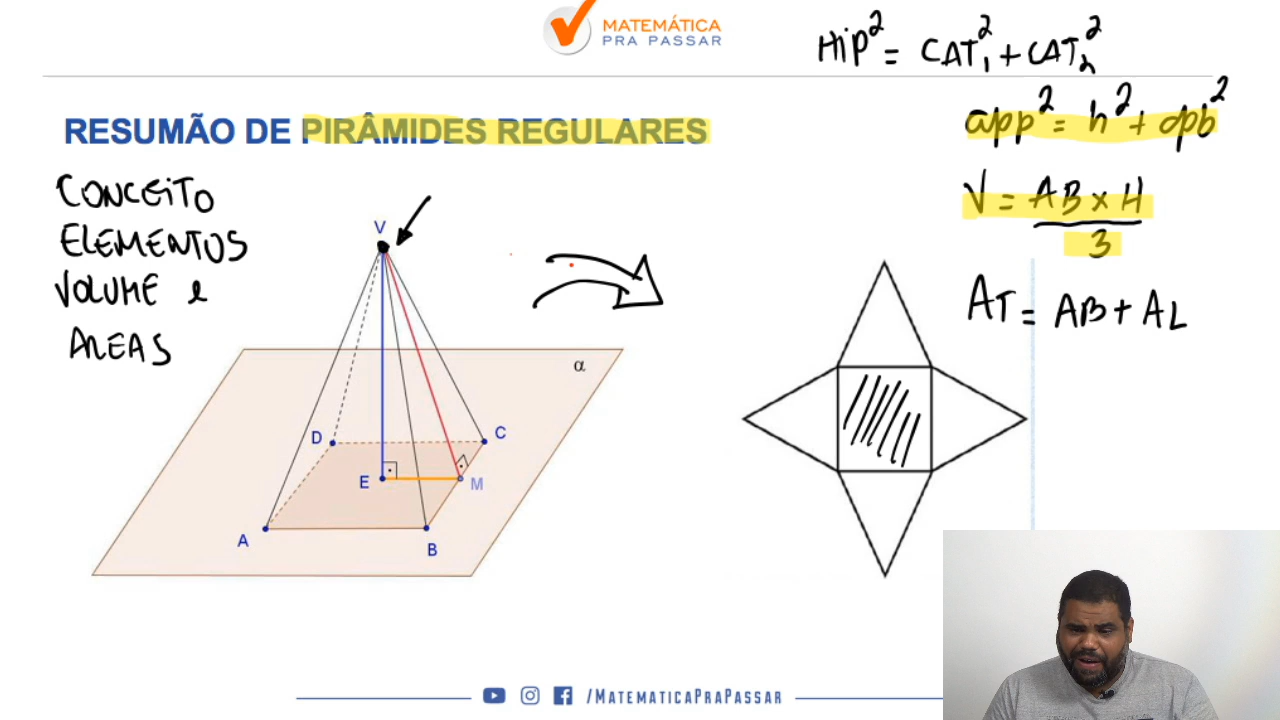 MATEMÁTICA
PRA PASSAR
Hip² = CAT₁² + CAT₂²
RESUMÃO DE PIRÂMIDES REGULARES
app² = h² + apb²
CONCEITO
ELEMENTOS
VOLUME e
ÁREAS
V = AB x H
3
AT = AB + AL
V
α
D
C
E
M
A
B
/MATEMATICAPRAPASSAR